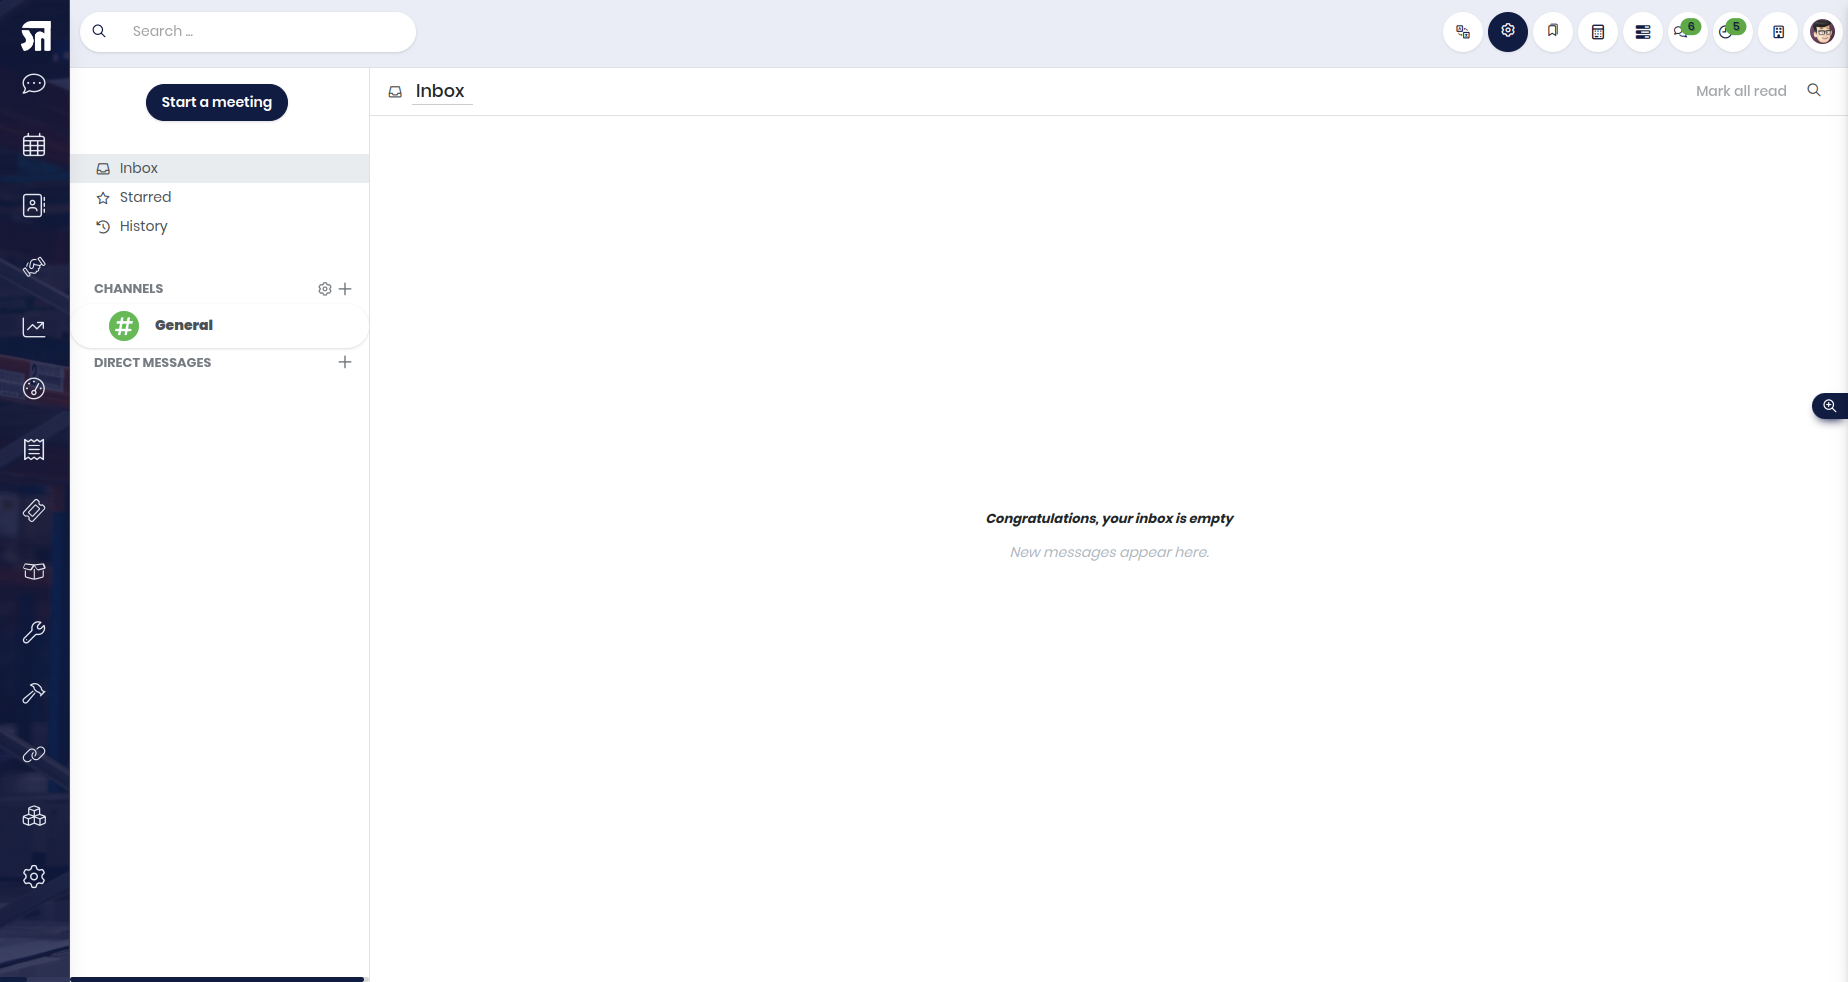 Search ...
6
5
Start a meeting
Inbox
Mark all read
Inbox
Starred
History
CHANNELS
# General
DIRECT MESSAGES
Congratulations, your inbox is empty
New messages appear here.